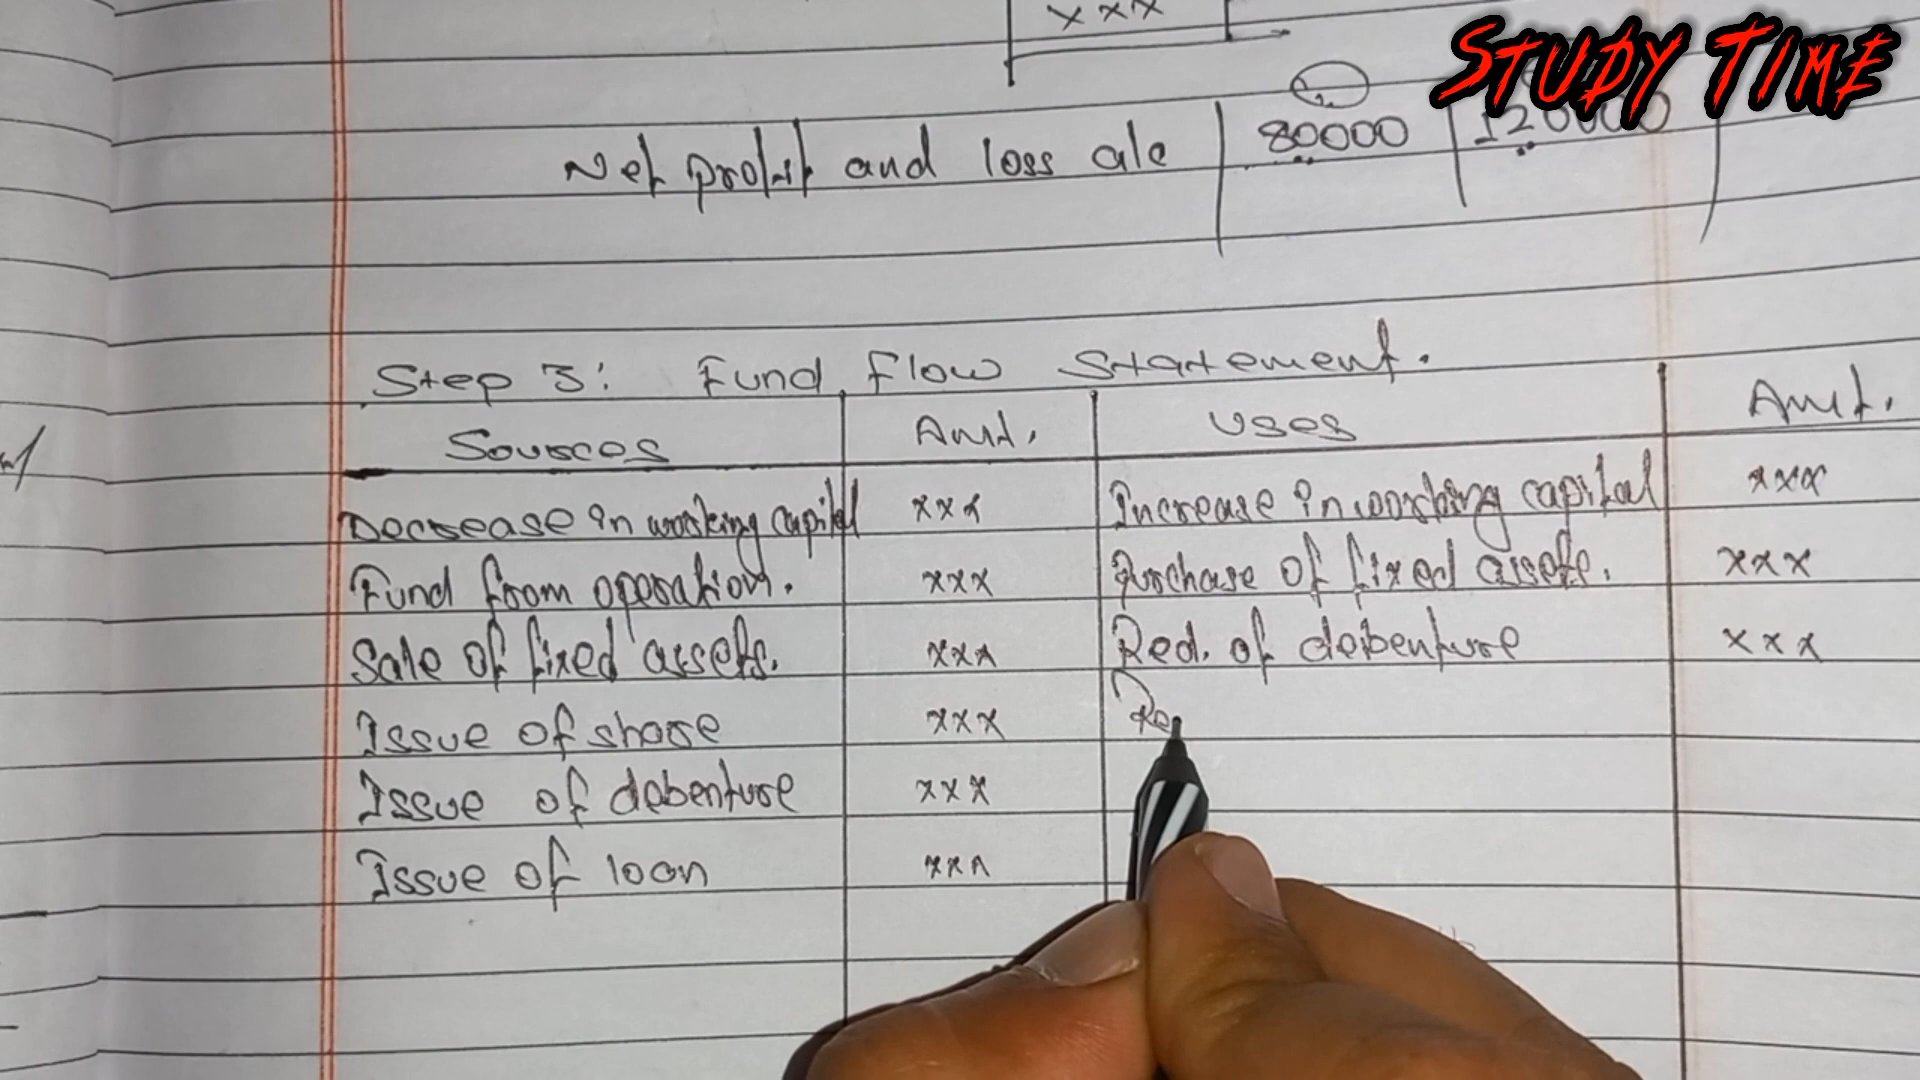 xxx
STUDY TIME
Net profit and loss alc 80000 120000
Step 3: Fund Flow Statement.
Sources Amt. Uses Amt.
Decrease in working capital xxx Increase in working capital xxx
Fund from operation. xxx Purchase of fixed assets. xxx
Sale of fixed assets. xxx Red. of debenture xxx
Issue of share xxx Re
Issue of debenture xxx
Issue of loan xxx